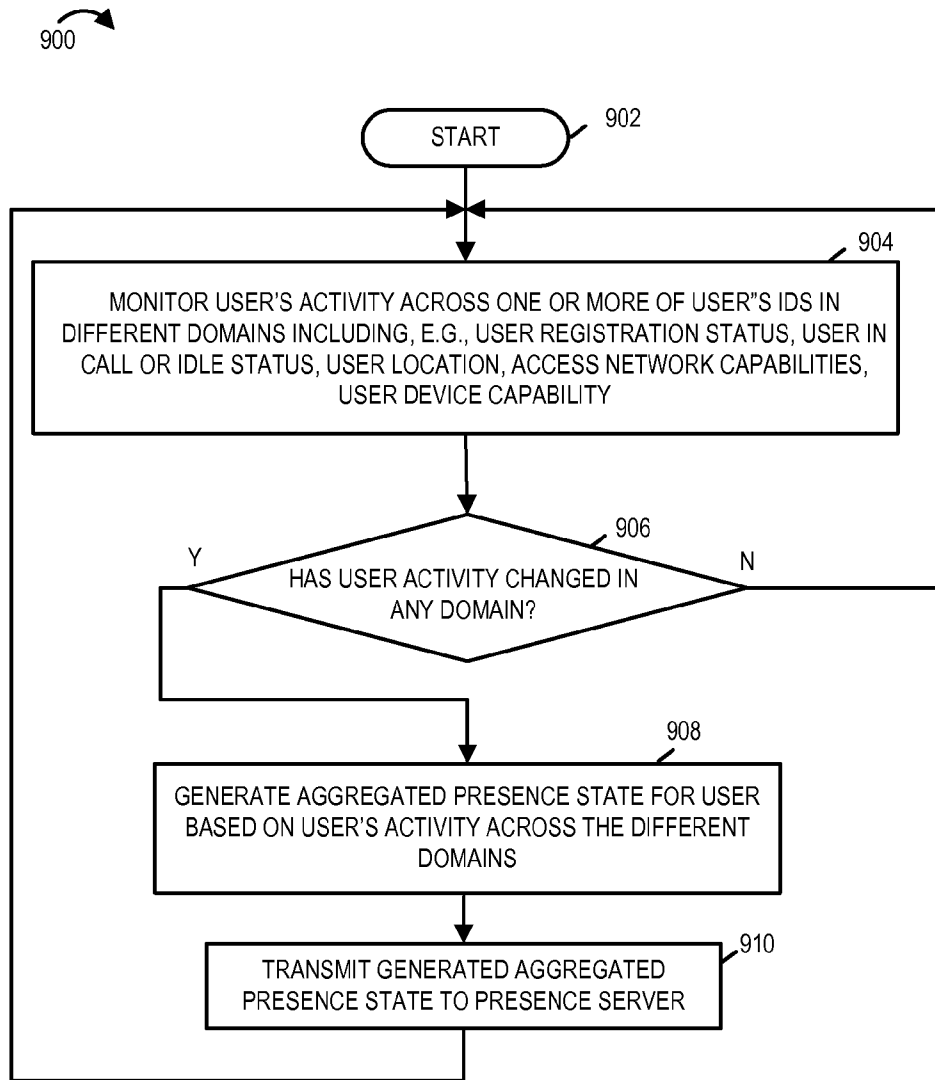 900
START
902
904
MONITOR USER'S ACTIVITY ACROSS ONE OR MORE OF USER"S IDS IN
DIFFERENT DOMAINS INCLUDING, E.G., USER REGISTRATION STATUS, USER IN
CALL OR IDLE STATUS, USER LOCATION, ACCESS NETWORK CAPABILITIES,
USER DEVICE CAPABILITY
906
Y
N
HAS USER ACTIVITY CHANGED IN
ANY DOMAIN?
908
GENERATE AGGREGATED PRESENCE STATE FOR USER
BASED ON USER'S ACTIVITY ACROSS THE DIFFERENT
DOMAINS
910
TRANSMIT GENERATED AGGREGATED
PRESENCE STATE TO PRESENCE SERVER